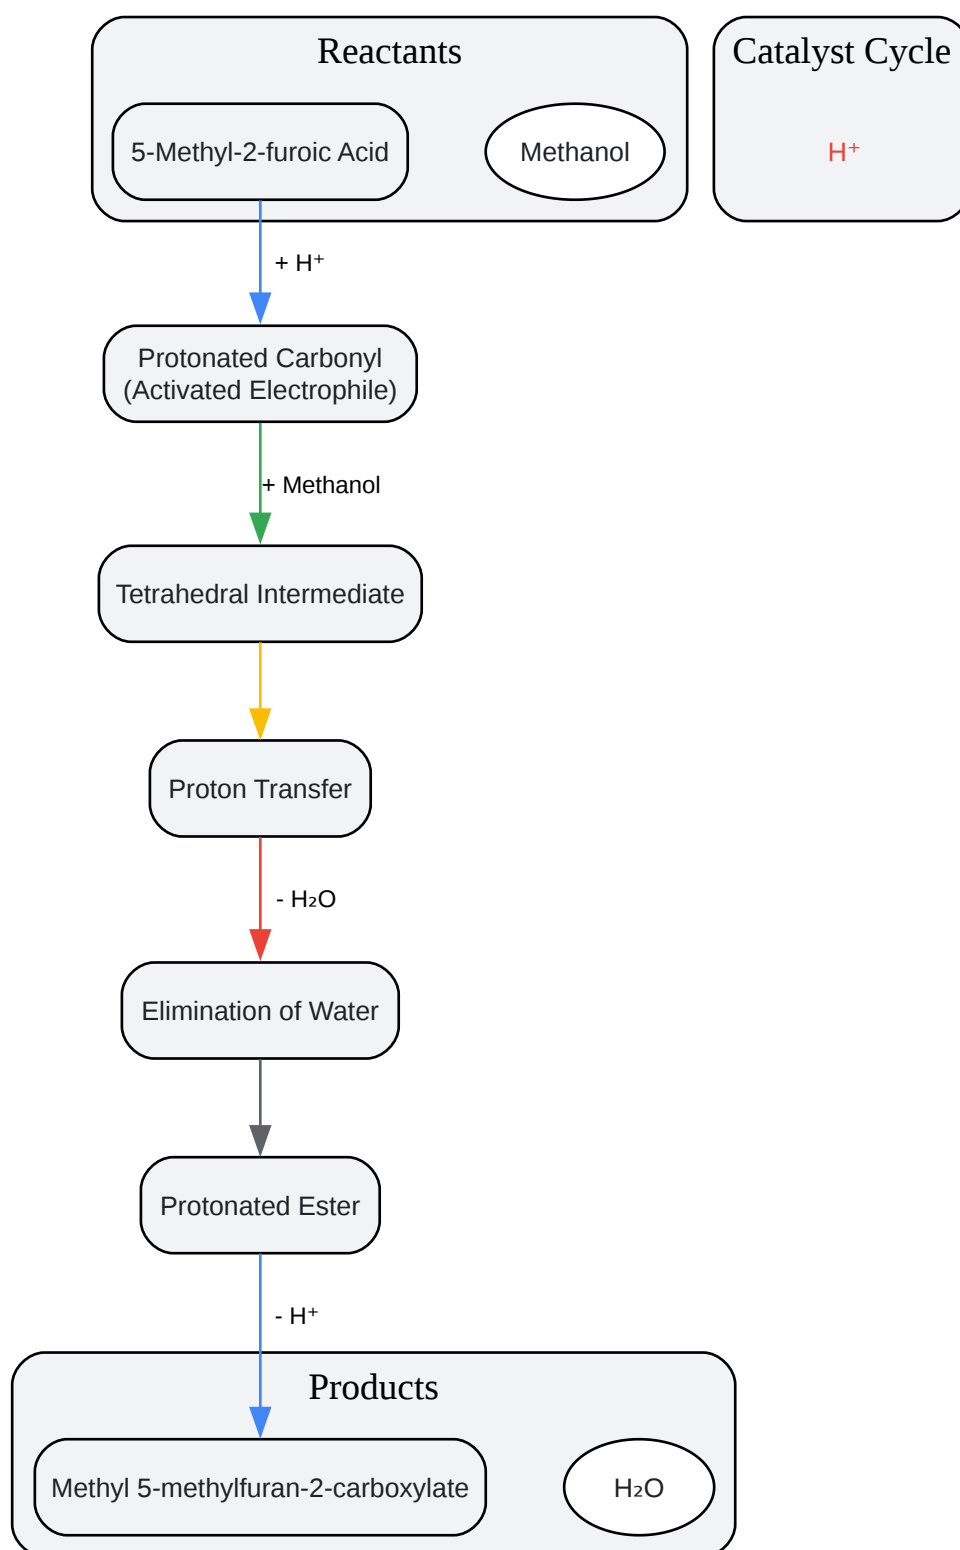 Reactants
Catalyst Cycle
5-Methyl-2-furoic Acid
Methanol
H⁺
+ H⁺
Protonated Carbonyl
(Activated Electrophile)
+ Methanol
Tetrahedral Intermediate
Proton Transfer
- H₂O
Elimination of Water
Protonated Ester
- H⁺
Products
Methyl 5-methylfuran-2-carboxylate
H₂O